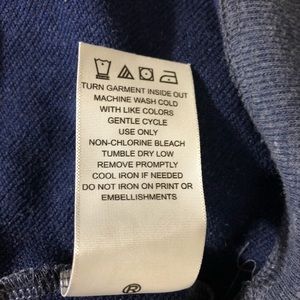 TURN GARMENT INSIDE OUT
MACHINE WASH COLD
WITH LIKE COLORS
GENTLE CYCLE
USE ONLY
NON-CHLORINE BLEACH
TUMBLE DRY LOW
REMOVE PROMPTLY
COOL IRON IF NEEDED
DO NOT IRON ON PRINT OR
EMBELLISHMENTS
®